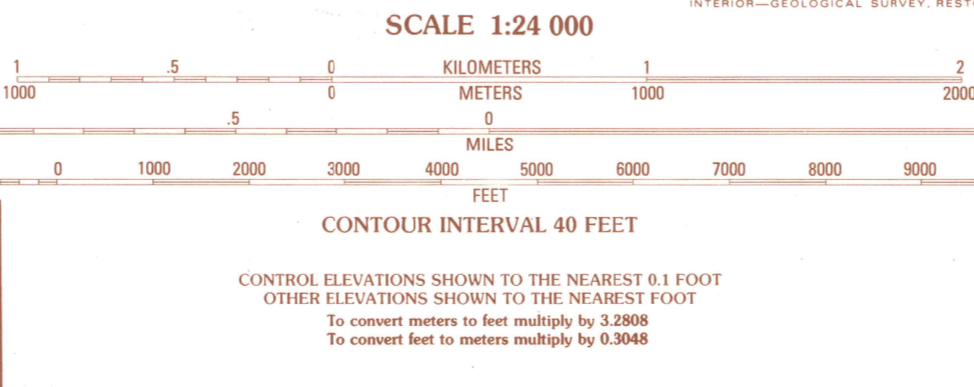 INTERIOR—GEOLOGICAL SURVEY, RESTO
SCALE 1:24 000
1 .5 0 KILOMETERS 1 2
1000 0 METERS 1000 2000
.5 0
MILES
0 1000 2000 3000 4000 5000 6000 7000 8000 9000
FEET
CONTOUR INTERVAL 40 FEET
CONTROL ELEVATIONS SHOWN TO THE NEAREST 0.1 FOOT
OTHER ELEVATIONS SHOWN TO THE NEAREST FOOT
To convert meters to feet multiply by 3.2808
To convert feet to meters multiply by 0.3048